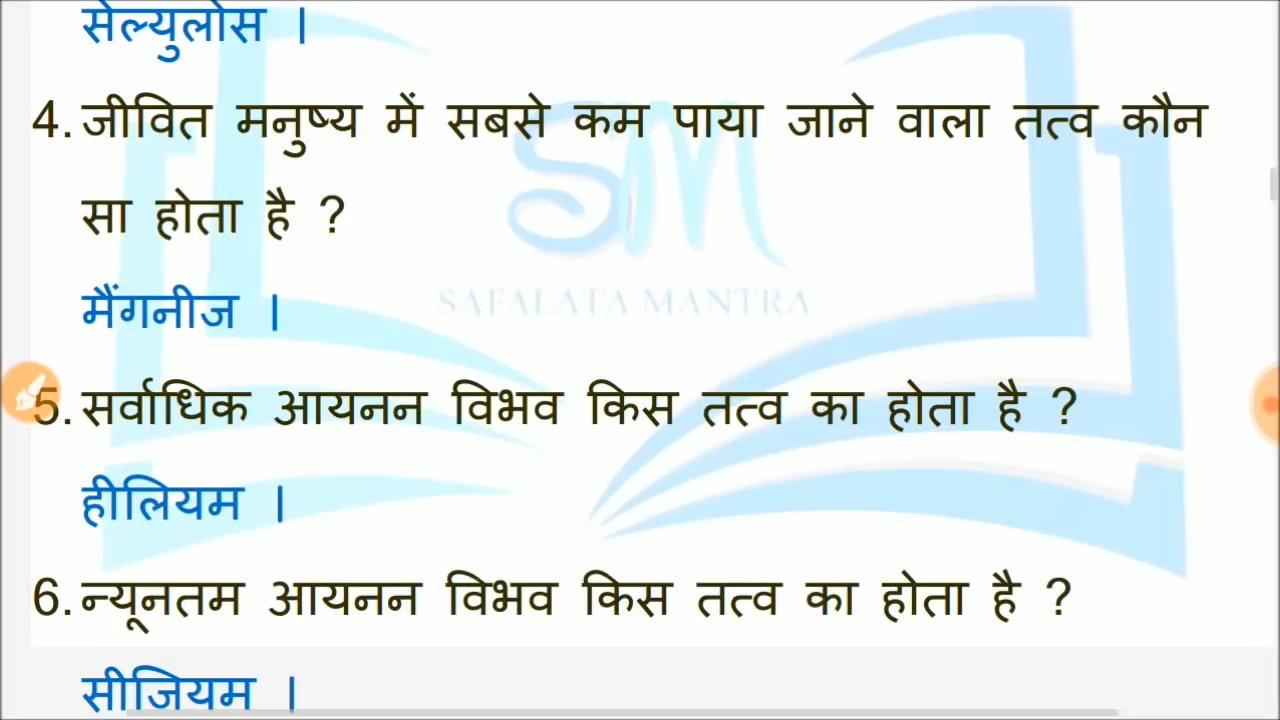 सेल्युलोस ।
4. जीवित मनुष्य में सबसे कम पाया जाने वाला तत्व कौन
सा होता है ?
SM
SAFALATA MANTRA
मैंगनीज ।
5. सर्वाधिक आयनन विभव किस तत्व का होता है ?
हीलियम ।
6. न्यूनतम आयनन विभव किस तत्व का होता है ?
सीजियम ।